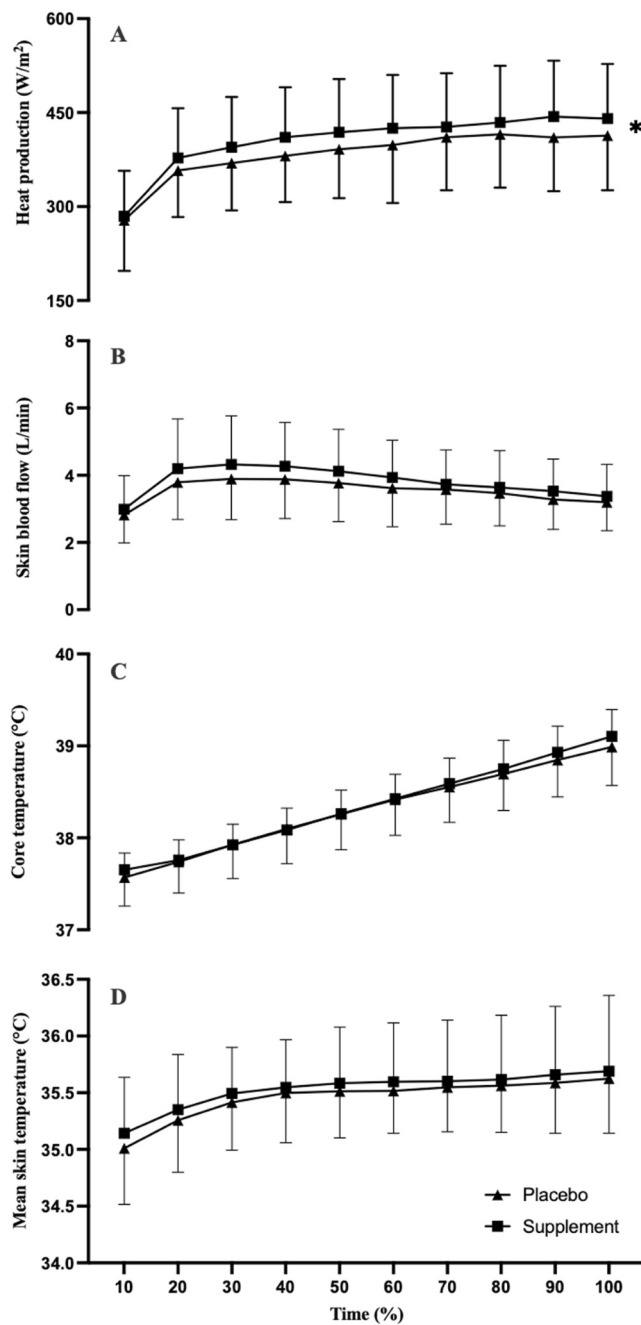 A
Heat production (W/m²)
600
450
300
150
*
B
Skin blood flow (L/min)
8
6
4
2
0
C
Core temperature (°C)
40
39
38
37
D
Mean skin temperature (°C)
36.5
36.0
35.5
35.0
34.5
34.0
Placebo
Supplement
10 20 30 40 50 60 70 80 90 100
Time (%)